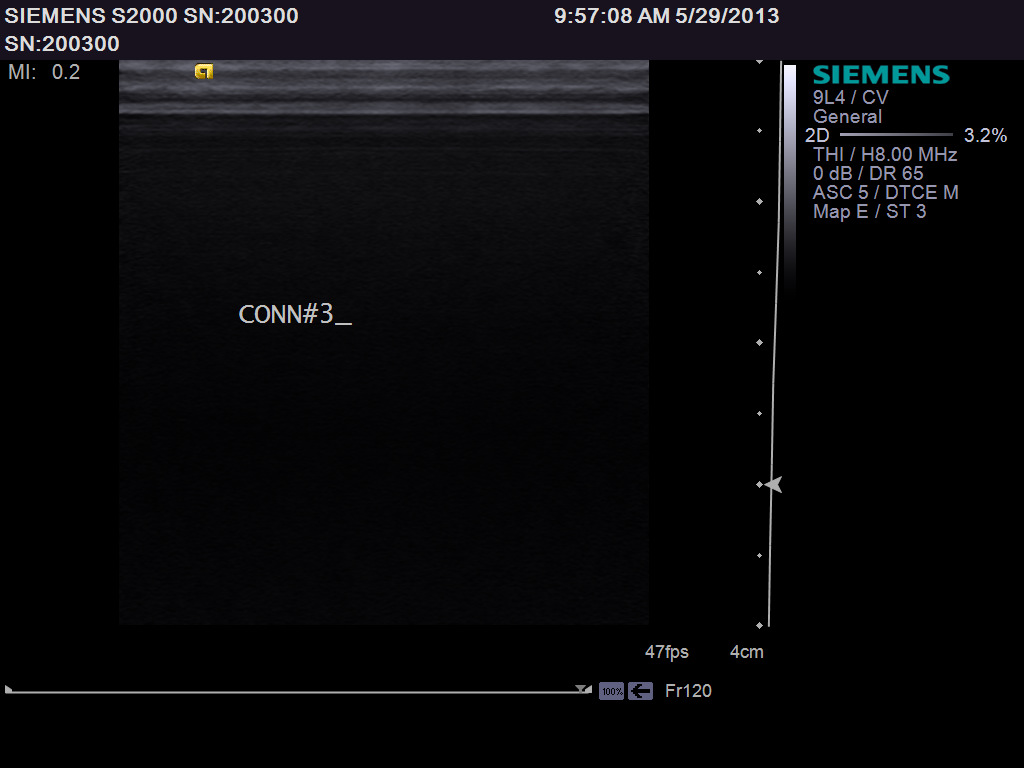 SIEMENS S2000 SN:200300 9:57:08 AM 5/29/2013
SN:200300
MI: 0.2
SIEMENS
9L4 / CV
General
2D 3.2%
THI / H8.00 MHz
0 dB / DR 65
ASC 5 / DTCE M
Map E / ST 3
CONN#3_
47fps 4cm
100% Fr120